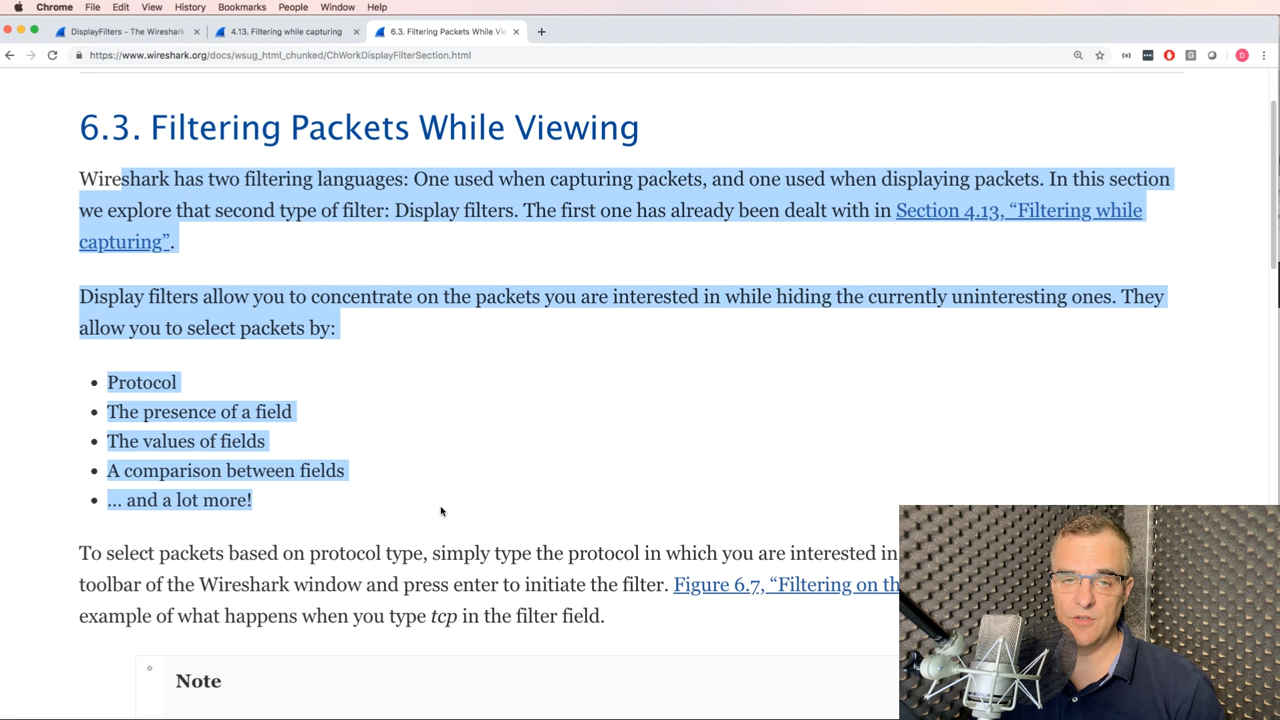 Chrome File Edit View History Bookmarks People Window Help
DisplayFilters - The Wireshark
4.13. Filtering while capturing
6.3. Filtering Packets While Vi
https://www.wireshark.org/docs/wsug_html_chunked/ChWorkDisplayFilterSection.html
D
6.3. Filtering Packets While Viewing
Wireshark has two filtering languages: One used when capturing packets, and one used when displaying packets. In this section
we explore that second type of filter: Display filters. The first one has already been dealt with in Section 4.13, “Filtering while
capturing”.
Display filters allow you to concentrate on the packets you are interested in while hiding the currently uninteresting ones. They
allow you to select packets by:
• Protocol
• The presence of a field
• The values of fields
• A comparison between fields
• … and a lot more!
To select packets based on protocol type, simply type the protocol in which you are interested in
toolbar of the Wireshark window and press enter to initiate the filter. Figure 6.7, “Filtering on th
example of what happens when you type tcp in the filter field.
Note